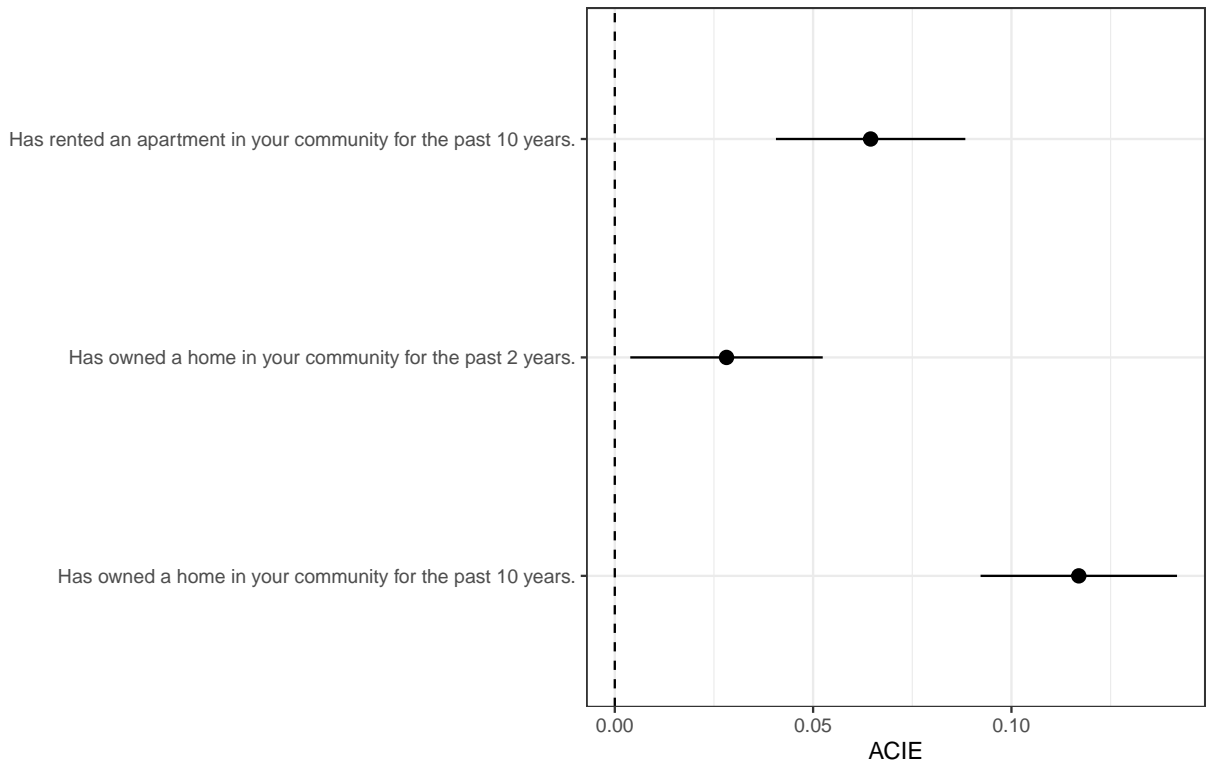 Has rented an apartment in your community for the past 10 years.
Has owned a home in your community for the past 2 years.
Has owned a home in your community for the past 10 years.
0.00 0.05 0.10
ACIE